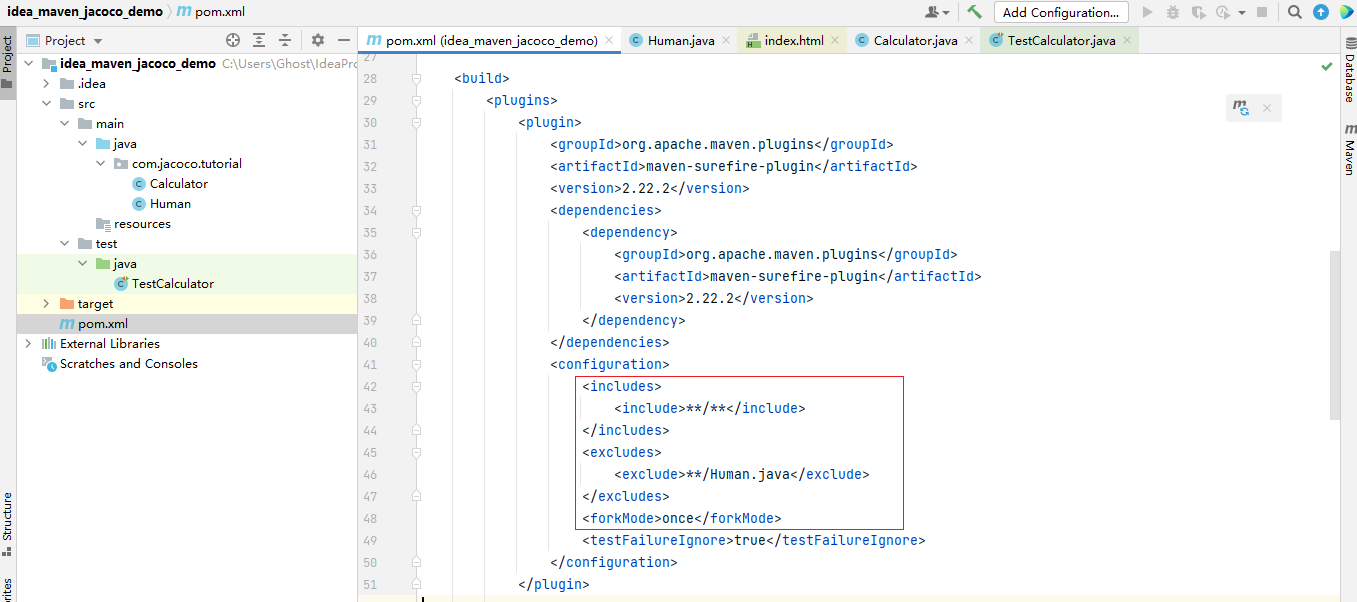 idea_maven_jacoco_demo 〉 m pom.xml
Add Configuration...
Project
pom.xml (idea_maven_jacoco_demo)
Human.java
index.html
Calculator.java
TestCalculator.java
Project
idea_maven_jacoco_demo C:\Users\Ghost\IdeaPro
.idea
src
main
java
com.jacoco.tutorial
Calculator
Human
resources
test
java
TestCalculator
target
pom.xml
External Libraries
Scratches and Consoles
Structure
27
28 <build>
29 <plugins>
30 <plugin>
31 <groupId>org.apache.maven.plugins</groupId>
32 <artifactId>maven-surefire-plugin</artifactId>
33 <version>2.22.2</version>
34 <dependencies>
35 <dependency>
36 <groupId>org.apache.maven.plugins</groupId>
37 <artifactId>maven-surefire-plugin</artifactId>
38 <version>2.22.2</version>
39 </dependency>
40 </dependencies>
41 <configuration>
42 <includes>
43 <include>**/**</include>
44 </includes>
45 <excludes>
46 <exclude>**/Human.java</exclude>
47 </excludes>
48 <forkMode>once</forkMode>
49 <testFailureIgnore>true</testFailureIgnore>
50 </configuration>
51 </plugin>
Database
Maven